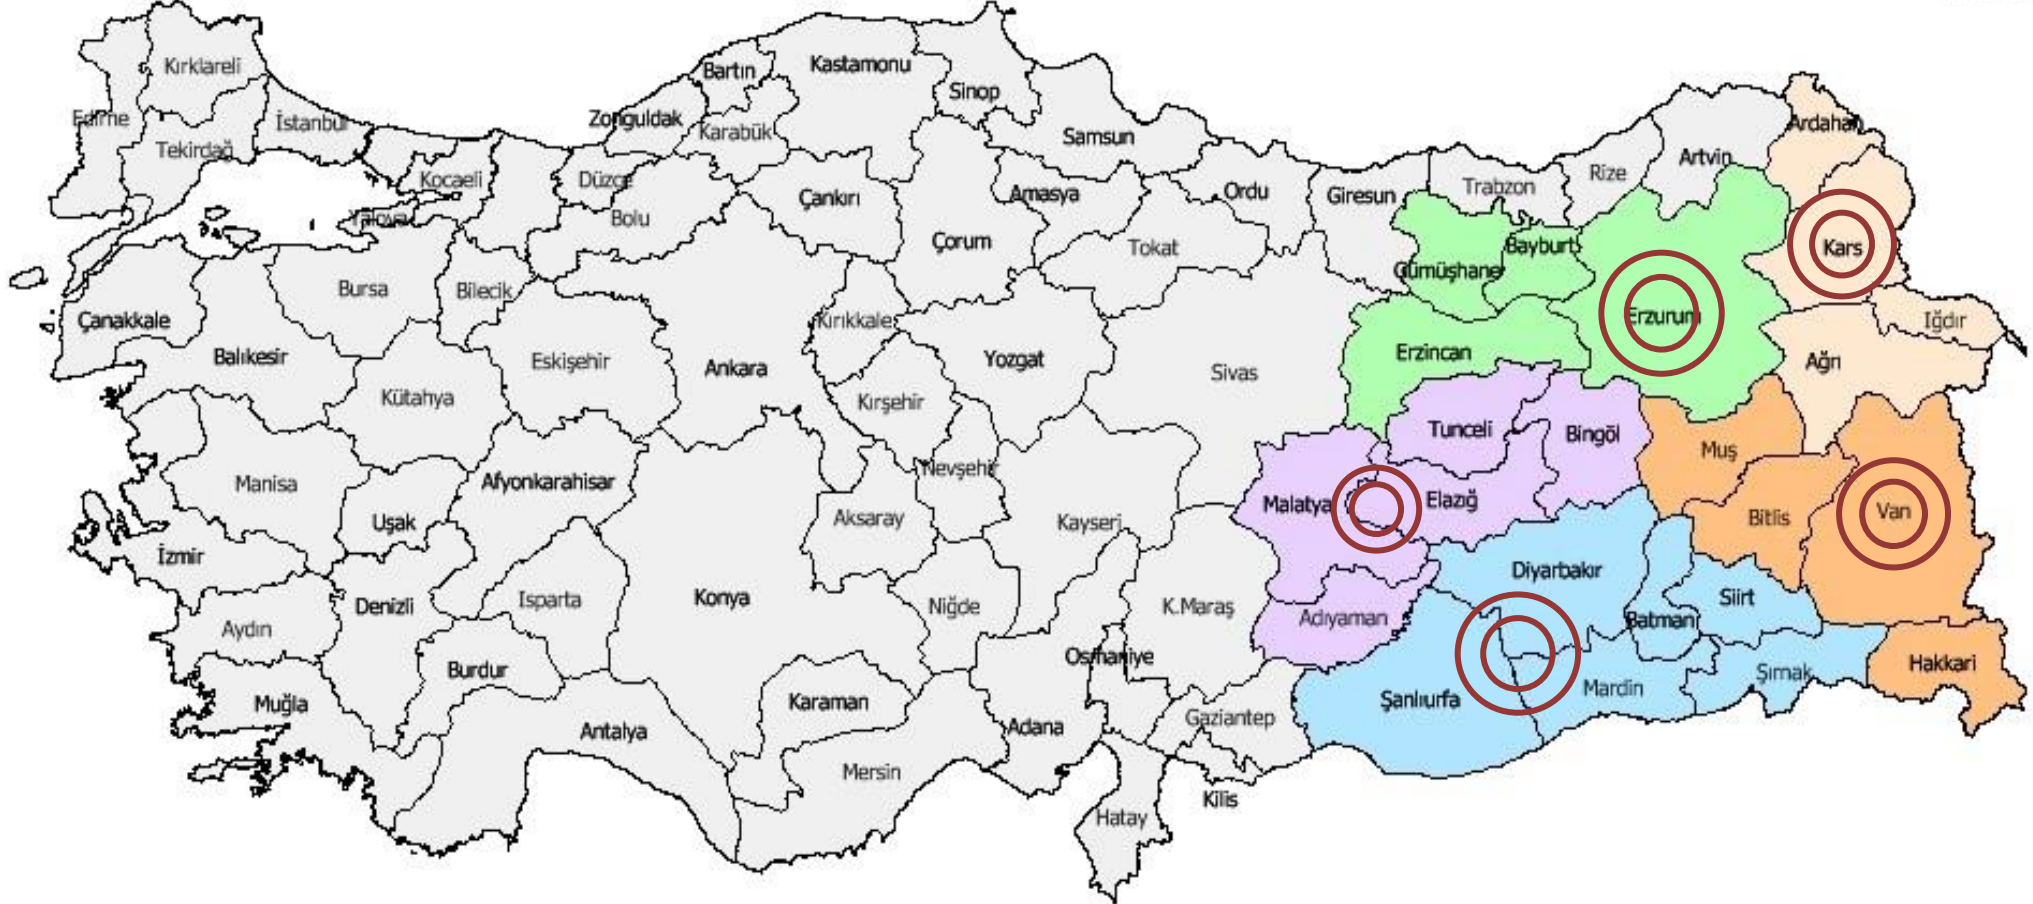 Kırklareli
Edirne
Tekirdağ
İstanbul
Kocaeli
Yalova
Düzce
Bolu
Zonguldak
Bartın
Karabük
Kastamonu
Sinop
Çankırı
Çorum
Samsun
Amasya
Tokat
Ordu
Giresun
Trabzon
Rize
Artvin
Ardahan
Kars
Iğdır
Ağrı
Erzurum
Bayburt
Gümüşhane
Erzincan
Çanakkale
Balıkesir
Bursa
Bilecik
Eskişehir
Kütahya
Ankara
Kırıkkale
Kırşehir
Yozgat
Sivas
Tunceli
Bingöl
Muş
Bitlis
Van
Malatya
Elazığ
Manisa
Uşak
Afyonkarahisar
İzmir
Aksaray
Nevşehir
Kayseri
Aydın
Denizli
Isparta
Konya
Niğde
K.Maraş
Adıyaman
Diyarbakır
Batman
Siirt
Şırnak
Hakkari
Mardin
Şanlıurfa
Muğla
Burdur
Antalya
Karaman
Mersin
Adana
Osmaniye
Gaziantep
Kilis
Hatay